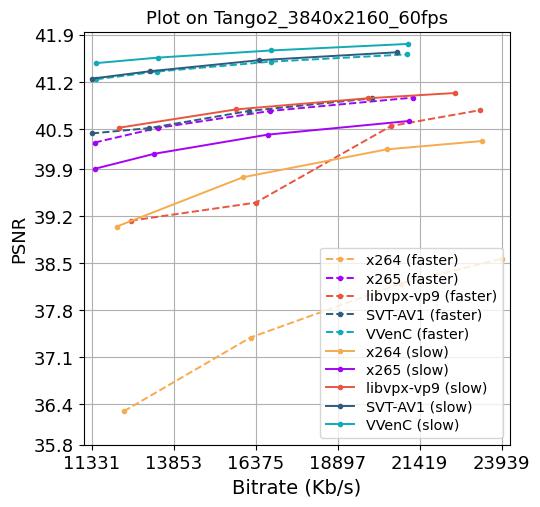 Plot on Tango2_3840x2160_60fps
41.9
41.2
40.5
39.9
39.2
38.5
37.8
37.1
36.4
35.8
PSNR
x264 (faster)
x265 (faster)
libvpx-vp9 (faster)
SVT-AV1 (faster)
VVenC (faster)
x264 (slow)
x265 (slow)
libvpx-vp9 (slow)
SVT-AV1 (slow)
VVenC (slow)
11331 13853 16375 18897 21419 23939
Bitrate (Kb/s)